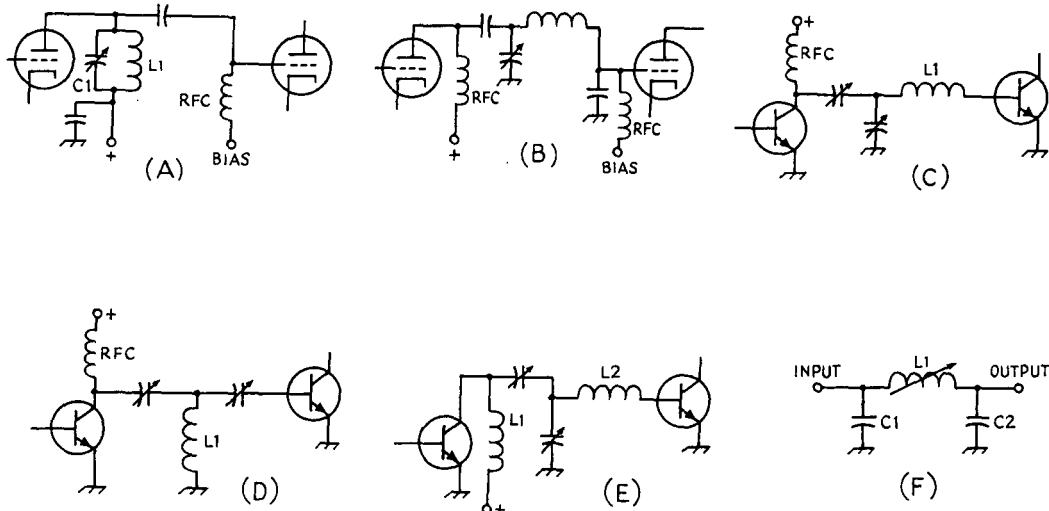 C1
L1
RFC
+
BIAS
(A)
RFC
+
RFC
BIAS
(B)
+
RFC
L1
(C)
+
RFC
L1
(D)
L1
L2
+
(E)
INPUT
L1
OUTPUT
C1
C2
(F)